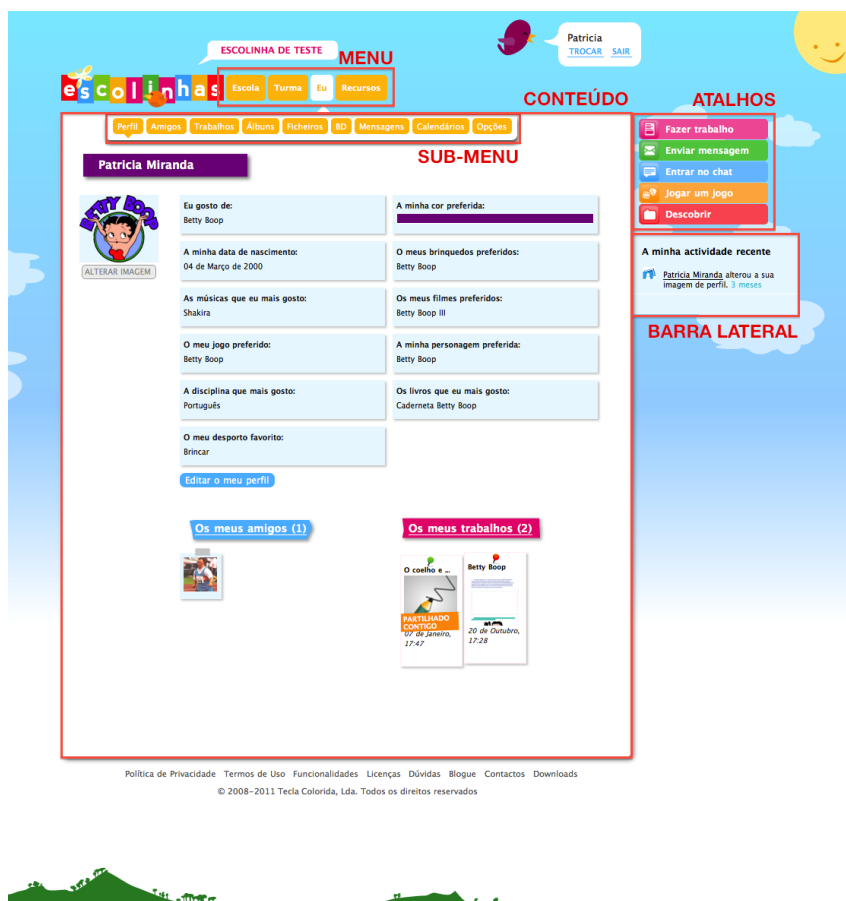 Patricia
TROCAR SAIR
ESCOLINHA DE TESTE
MENU
escolinhas
Escola Turma Eu Recursos
CONTEÚDO
ATALHOS
Perfil Amigos Trabalhos Álbuns Ficheiros BD Mensagens Calendários Opções
SUB-MENU
Fazer trabalho
Enviar mensagem
Entrar no chat
Jogar um jogo
Descobrir
Patricia Miranda
BETTY BOOP
ALTERAR IMAGEM
Eu gosto de:
Betty Boop
A minha cor preferida:
A minha data de nascimento:
04 de Março de 2000
O meus brinquedos preferidos:
Betty Boop
As músicas que eu mais gosto:
Shakira
Os meus filmes preferidos:
Betty Boop III
O meu jogo preferido:
Betty Boop
A minha personagem preferida:
Betty Boop
A disciplina que mais gosto:
Português
Os livros que eu mais gosto:
Caderneta Betty Boop
O meu desporto favorito:
Brincar
Editar o meu perfil
A minha actividade recente
Patricia Miranda alterou a sua
imagem de perfil. 3 meses
BARRA LATERAL
Os meus amigos (1)
Os meus trabalhos (2)
O coelho e ...
PARTILHADO
CONTIGO
07 de Janeiro,
17:47
Betty Boop
20 de Outubro,
17:28
Política de Privacidade Termos de Uso Funcionalidades Licenças Dúvidas Blogue Contactos Downloads
© 2008-2011 Tecla Colorida, Lda. Todos os direitos reservados